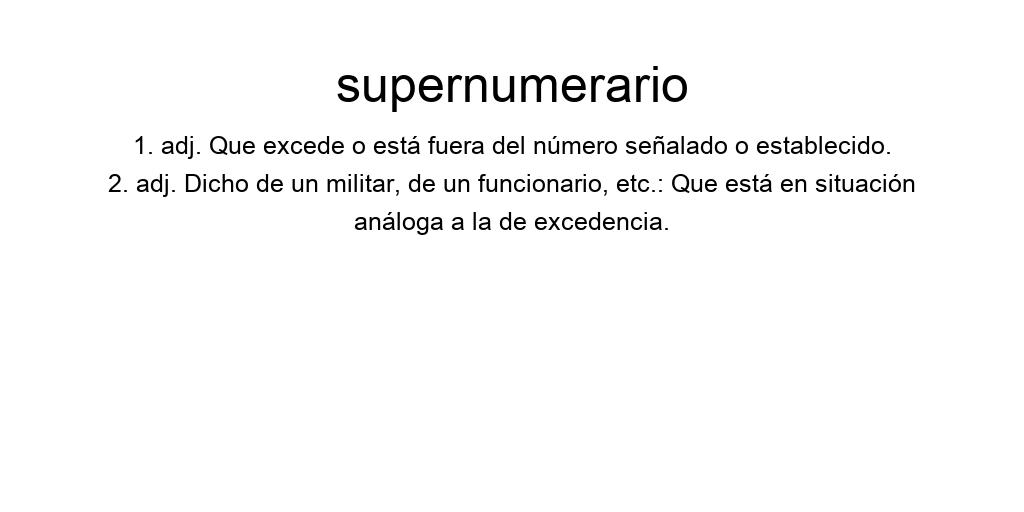 supernumerario
1. adj. Que excede o está fuera del número señalado o establecido.
2. adj. Dicho de un militar, de un funcionario, etc.: Que está en situación
análoga a la de excedencia.